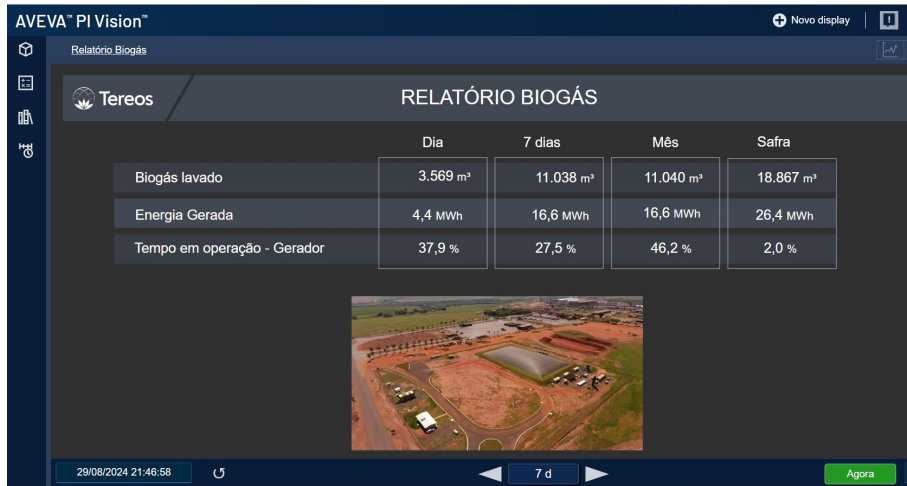 AVEVA™ PI Vision™
Novo display
Relatório Biogás
Tereos
RELATÓRIO BIOGÁS
Dia 7 dias Mês Safra
Biogás lavado 3.569 m³ 11.038 m³ 11.040 m³ 18.867 m³
Energia Gerada 4,4 MWh 16,6 MWh 16,6 MWh 26,4 MWh
Tempo em operação - Gerador 37,9 % 27,5 % 46,2 % 2,0 %
29/08/2024 21:46:58 7 d Agora